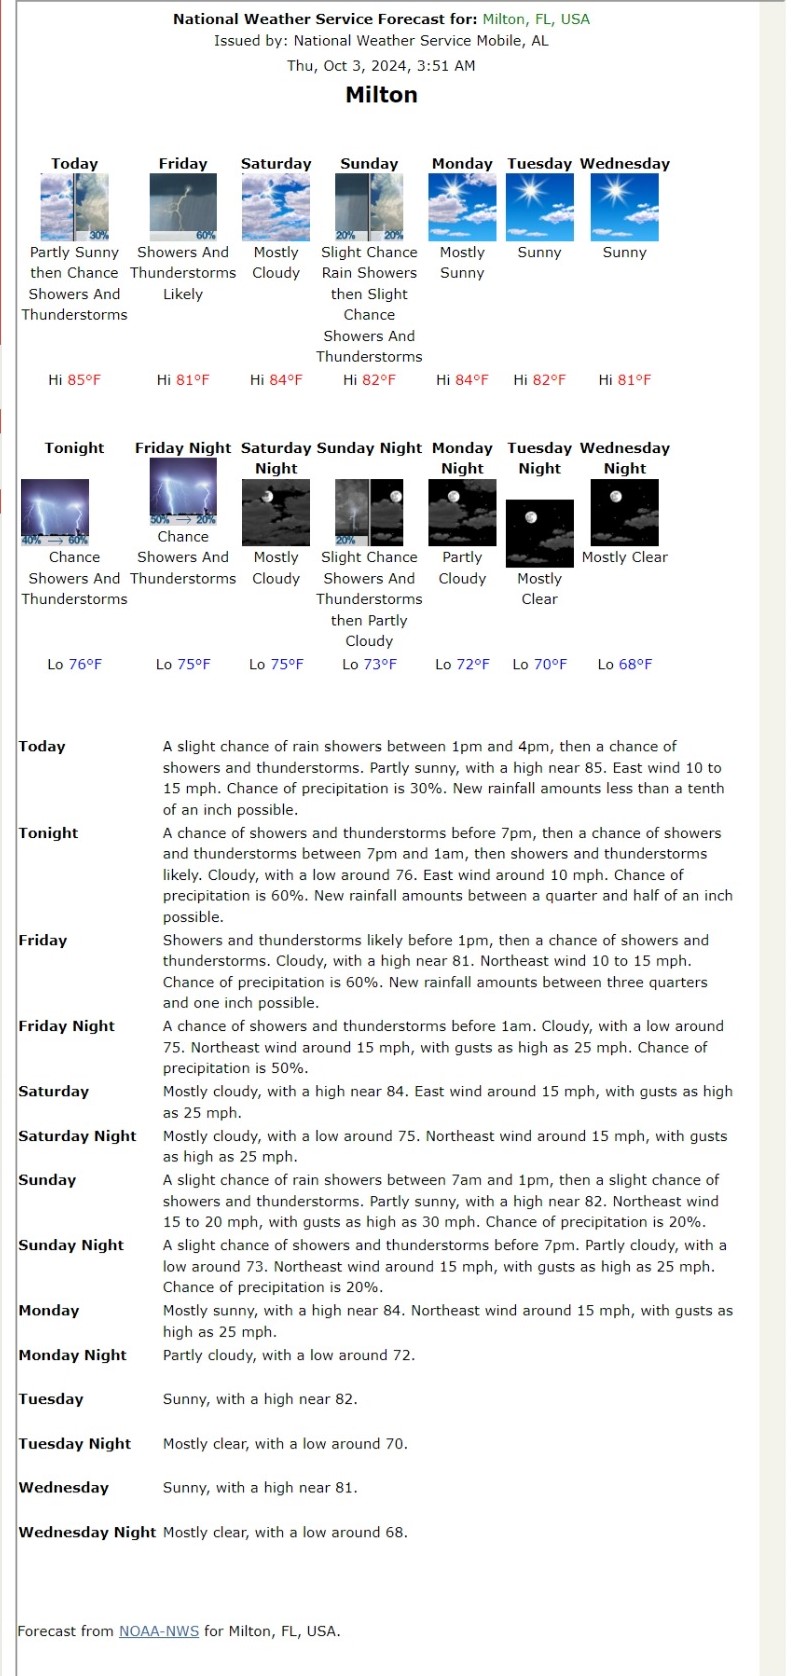 National Weather Service Forecast for: Milton, FL, USA
Issued by: National Weather Service Mobile, AL
Thu, Oct 3, 2024, 3:51 AM
Milton
Today Friday Saturday Sunday Monday Tuesday Wednesday
30% 60% 20% 20%
Partly Sunny Showers And Mostly Slight Chance Mostly Sunny Sunny
then Chance Thunderstorms Cloudy Rain Showers Sunny
Showers And Likely then Slight
Thunderstorms Chance
Showers And
Thunderstorms
Hi 85°F Hi 81°F Hi 84°F Hi 82°F Hi 84°F Hi 82°F Hi 81°F
Tonight Friday Night Saturday Sunday Night Monday Tuesday Wednesday
Night Night Night Night
50% → 20%
40% → 60% 20%
Chance
Chance Showers And Mostly Slight Chance Partly Mostly Clear
Showers And Thunderstorms Cloudy Showers And Cloudy Mostly
Thunderstorms Thunderstorms Clear
then Partly
Cloudy
Lo 76°F Lo 75°F Lo 75°F Lo 73°F Lo 72°F Lo 70°F Lo 68°F
Today A slight chance of rain showers between 1pm and 4pm, then a chance of
showers and thunderstorms. Partly sunny, with a high near 85. East wind 10 to
15 mph. Chance of precipitation is 30%. New rainfall amounts less than a tenth
of an inch possible.
Tonight A chance of showers and thunderstorms before 7pm, then a chance of showers
and thunderstorms between 7pm and 1am, then showers and thunderstorms
likely. Cloudy, with a low around 76. East wind around 10 mph. Chance of
precipitation is 60%. New rainfall amounts between a quarter and half of an inch
possible.
Friday Showers and thunderstorms likely before 1pm, then a chance of showers and
thunderstorms. Cloudy, with a high near 81. Northeast wind 10 to 15 mph.
Chance of precipitation is 60%. New rainfall amounts between three quarters
and one inch possible.
Friday Night A chance of showers and thunderstorms before 1am. Cloudy, with a low around
75. Northeast wind around 15 mph, with gusts as high as 25 mph. Chance of
precipitation is 50%.
Saturday Mostly cloudy, with a high near 84. East wind around 15 mph, with gusts as high
as 25 mph.
Saturday Night Mostly cloudy, with a low around 75. Northeast wind around 15 mph, with gusts
as high as 25 mph.
Sunday A slight chance of rain showers between 7am and 1pm, then a slight chance of
showers and thunderstorms. Partly sunny, with a high near 82. Northeast wind
15 to 20 mph, with gusts as high as 30 mph. Chance of precipitation is 20%.
Sunday Night A slight chance of showers and thunderstorms before 7pm. Partly cloudy, with a
low around 73. Northeast wind around 15 mph, with gusts as high as 25 mph.
Chance of precipitation is 20%.
Monday Mostly sunny, with a high near 84. Northeast wind around 15 mph, with gusts as
high as 25 mph.
Monday Night Partly cloudy, with a low around 72.
Tuesday Sunny, with a high near 82.
Tuesday Night Mostly clear, with a low around 70.
Wednesday Sunny, with a high near 81.
Wednesday Night Mostly clear, with a low around 68.
Forecast from NOAA-NWS for Milton, FL, USA.